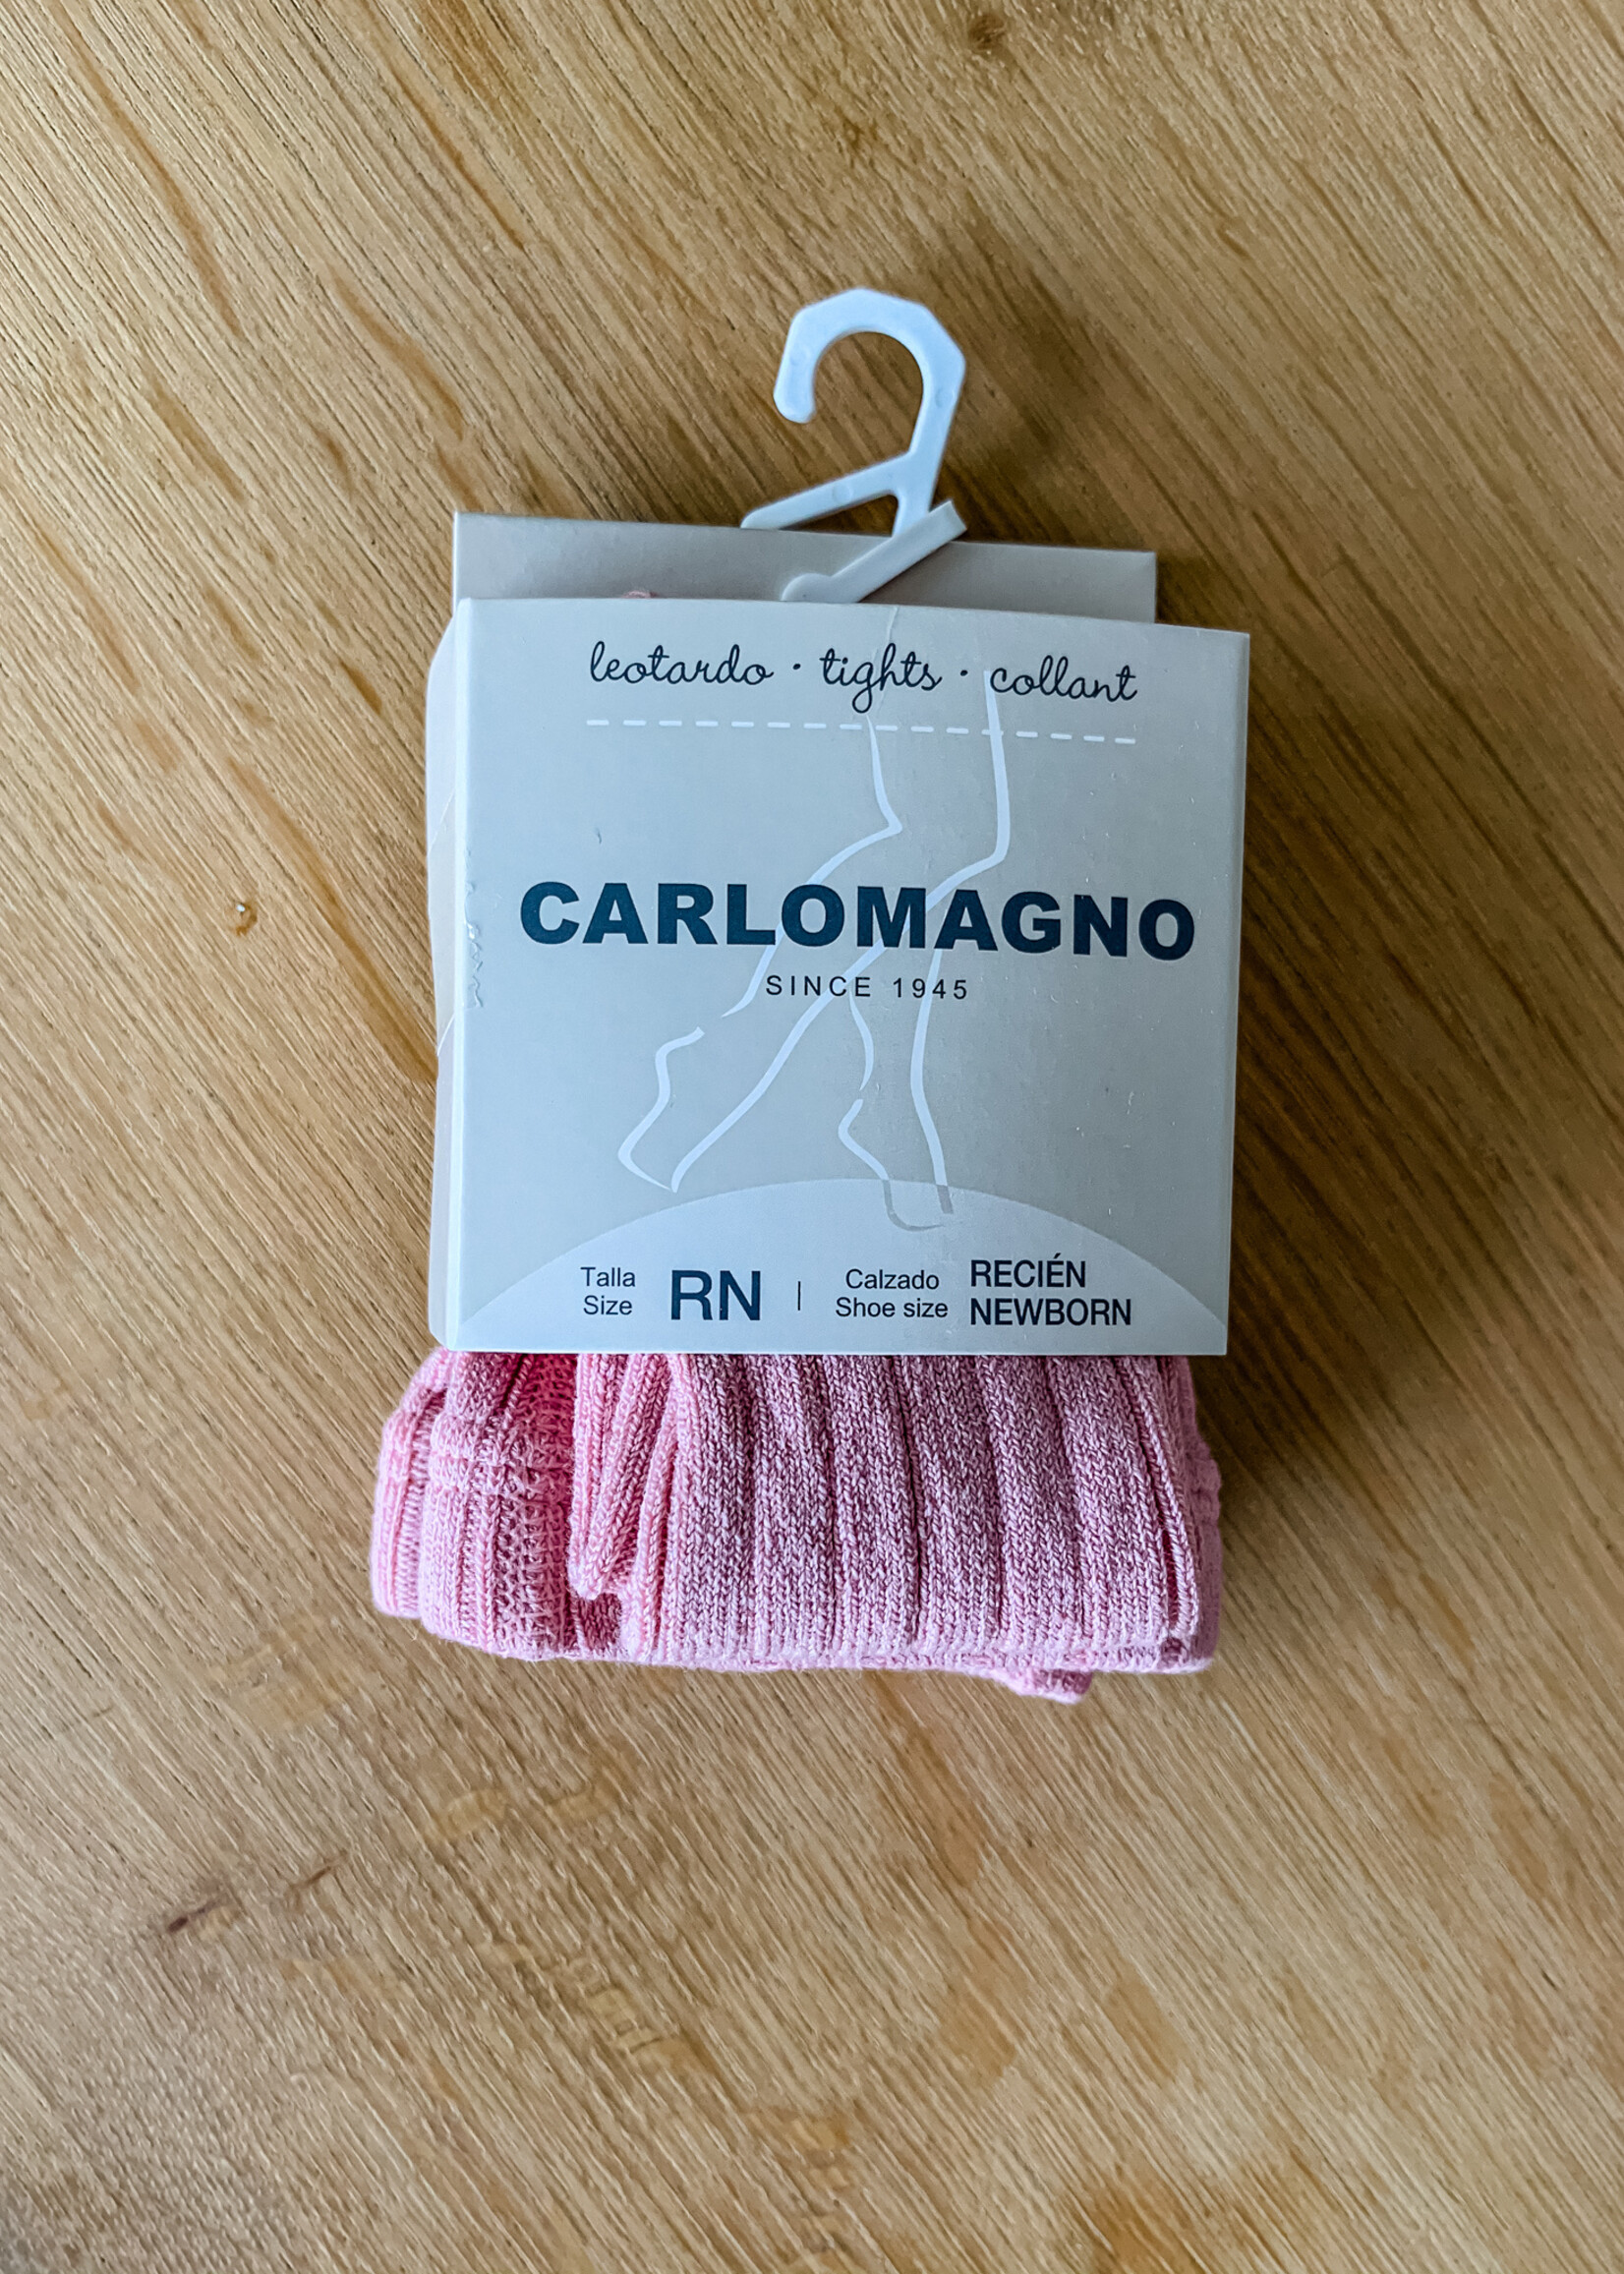 leotardo · tights · collant
CARLOMAGNO
SINCE 1945
Talla
Size
RN
Calzado
Shoe size
RECIÉN
NEWBORN